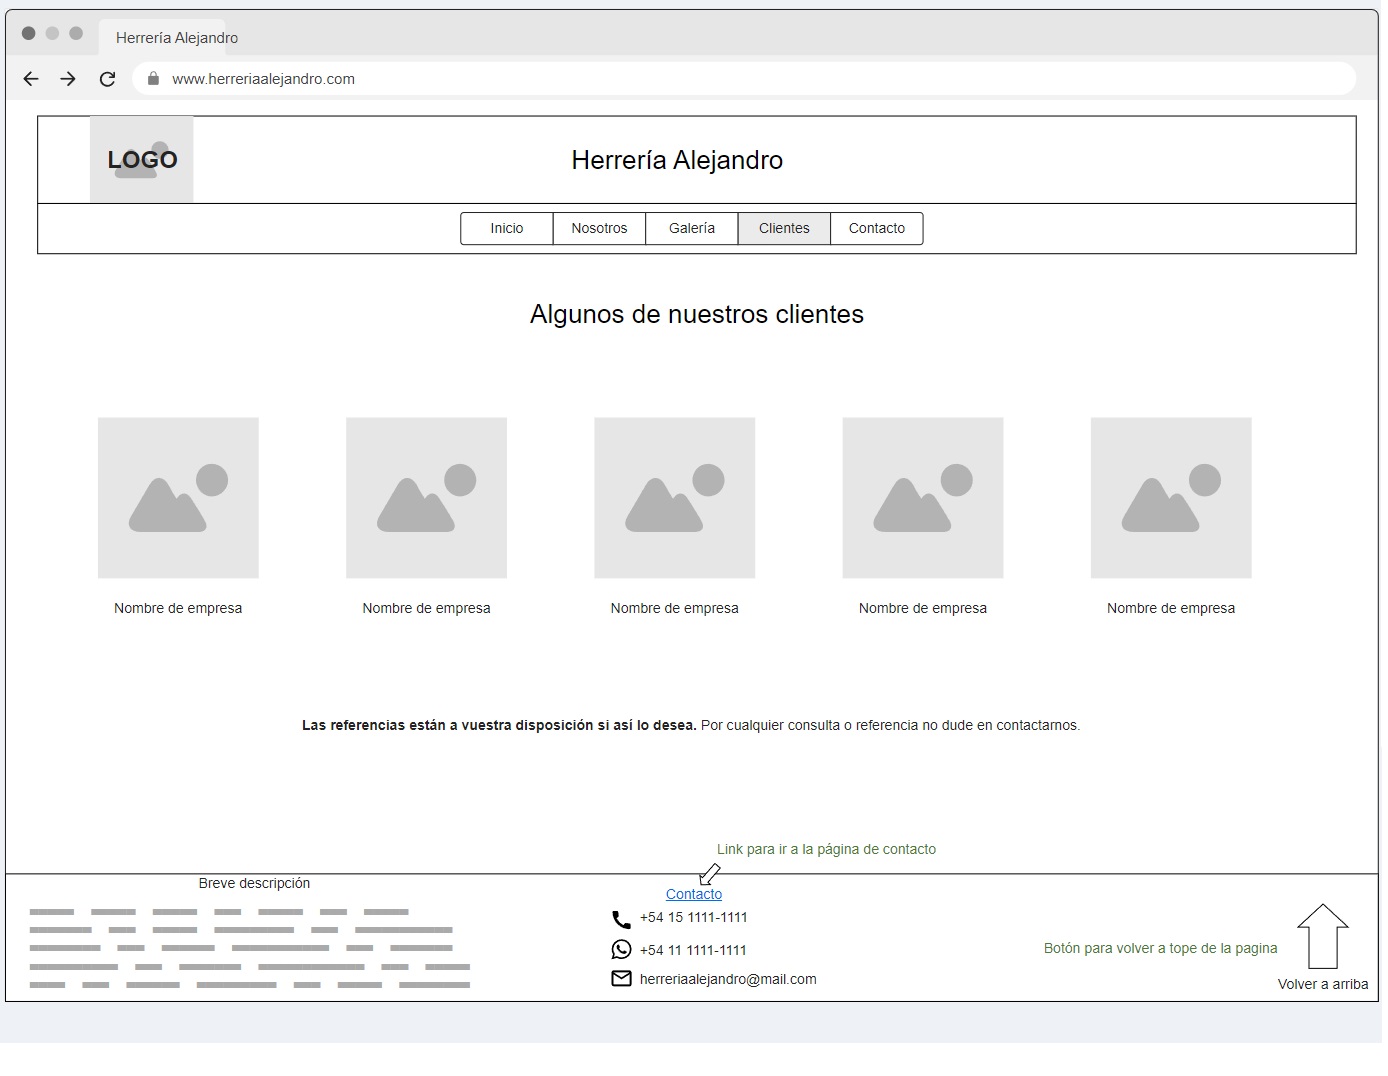 Herrería Alejandro
www.herreriaalejandro.com
LOGO
Herrería Alejandro
Inicio Nosotros Galería Clientes Contacto
Algunos de nuestros clientes
Nombre de empresa Nombre de empresa Nombre de empresa Nombre de empresa Nombre de empresa
Las referencias están a vuestra disposición si así lo desea. Por cualquier consulta o referencia no dude en contactarnos.
Link para ir a la página de contacto
Breve descripción
Contacto
+54 15 1111-1111
+54 11 1111-1111
herreriaalejandro@mail.com
Botón para volver a tope de la pagina
Volver a arriba